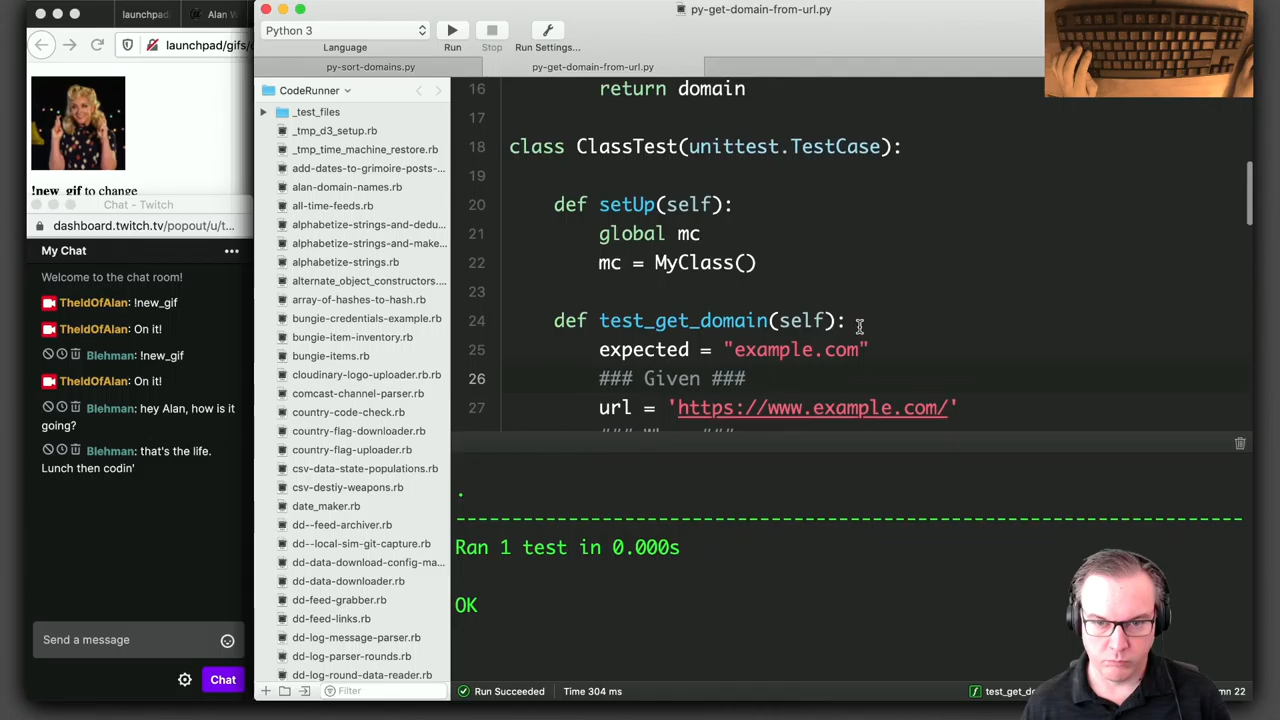 launchpad
Alan W
launchpad/gifs/
!new_gif to change
Chat - Twitch
dashboard.twitch.tv/popout/u/t...
My Chat
Welcome to the chat room!
TheIdOfAlan: !new_gif
TheIdOfAlan: On it!
Blehman: !new_gif
TheIdOfAlan: On it!
Blehman: hey Alan, how is it
going?
Blehman: that's the life.
Lunch then codin'
Send a message
Chat
py-get-domain-from-url.py
Python 3
Language
Run
Stop
Run Settings...
py-sort-domains.py
py-get-domain-from-url.py
CodeRunner
_test_files
_tmp_d3_setup.rb
_tmp_time_machine_restore.rb
add-dates-to-grimoire-posts-...
alan-domain-names.rb
all-time-feeds.rb
alphabetize-strings-and-dedu...
alphabetize-strings-and-make...
alphabetize-strings.rb
alternate_object_constructors....
array-of-hashes-to-hash.rb
bungie-credentials-example.rb
bungie-item-inventory.rb
bungie-items.rb
cloudinary-logo-uploader.rb.rb
comcast-channel-parser.rb
country-code-check.rb
country-flag-downloader.rb
country-flag-uploader.rb
csv-data-state-populations.rb
csv-destiy-weapons.rb
date_maker.rb
dd--feed-archiver.rb
dd--local-sim-git-capture.rb
dd-data-download-config-ma...
dd-data-downloader.rb
dd-feed-grabber.rb
dd-feed-links.rb
dd-log-message-parser.rb
dd-log-parser-rounds.rb
dd-log-round-data-reader.rb
Filter
16 return domain
17
18 class ClassTest(unittest.TestCase):
19
20 def setUp(self):
21 global mc
22 mc = MyClass()
23
24 def test_get_domain(self):
25 expected = "example.com"
26 ### Given ###
27 url = 'https://www.example.com/'
.
----------------------------------------------------------------------
Ran 1 test in 0.000s
OK
Run Succeeded
Time 304 ms
test_get_do
mn 22